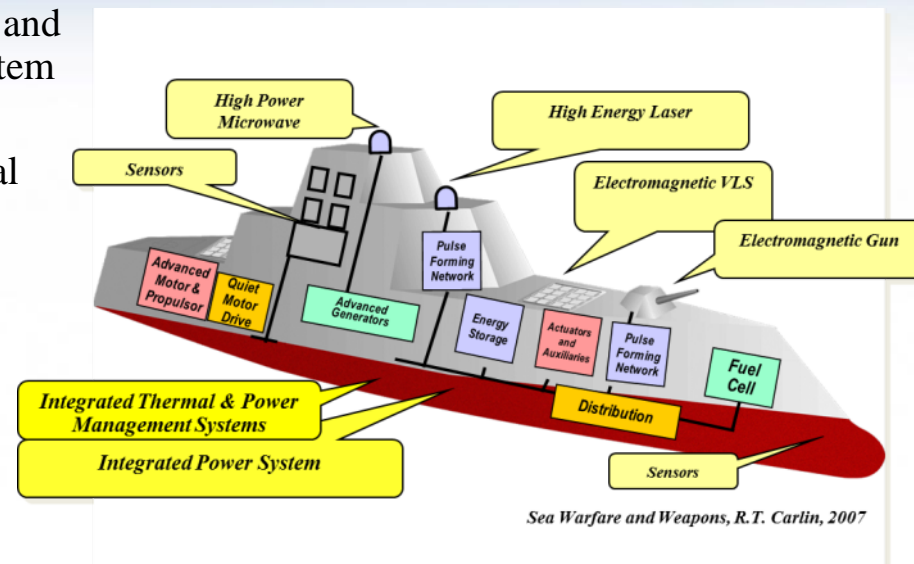 and
tem
al
High Power
Microwave
High Energy Laser
Sensors
Electromagnetic VLS
Electromagnetic Gun
Pulse
Forming
Network
Advanced
Motor &
Propulsor
Quiet
Motor
Drive
Advanced
Generators
Energy
Storage
Actuators
and
Auxiliaries
Pulse
Forming
Network
Fuel
Cell
Distribution
Integrated Thermal & Power
Management Systems
Integrated Power System
Sensors
Sea Warfare and Weapons, R.T. Carlin, 2007